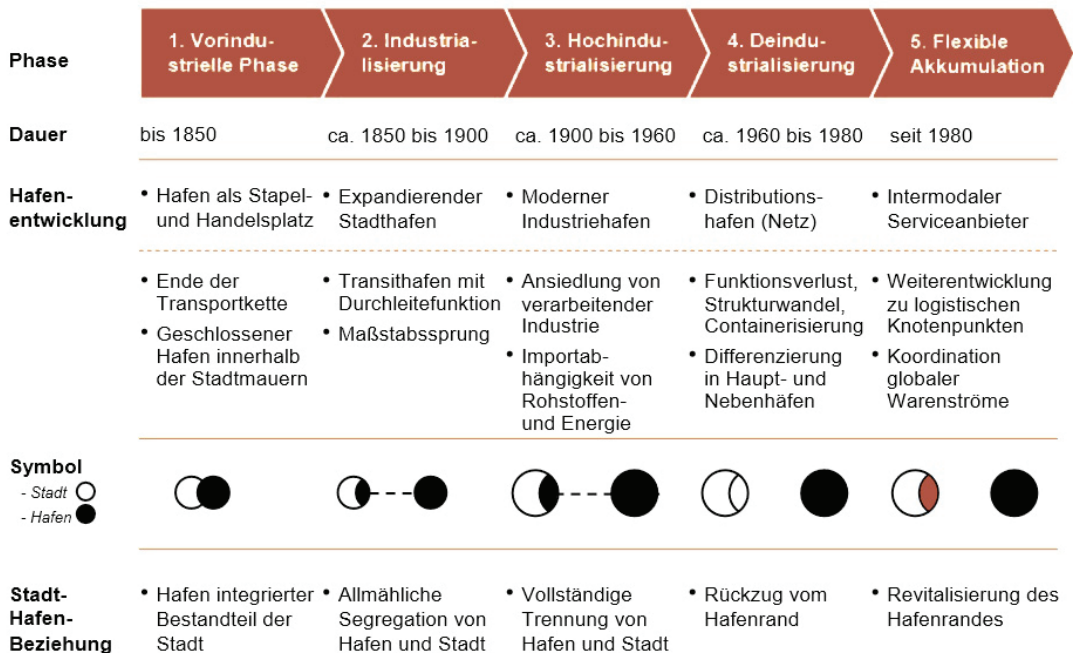 Phase
1. Vorindu-
strielle Phase
2. Industria-
lisierung
3. Hochindu-
strialisierung
4. Deindu-
strialisierung
5. Flexible
Akkumulation
Dauer
bis 1850
ca. 1850 bis 1900
ca. 1900 bis 1960
ca. 1960 bis 1980
seit 1980
Hafen-
entwicklung
• Hafen als Stapel-
und Handelsplatz
• Expandierender
Stadthafen
• Moderner
Industriehafen
• Distributions-
hafen (Netz)
• Intermodaler
Serviceanbieter
• Ende der
Transportkette
• Geschlossener
Hafen innerhalb
der Stadtmauern
• Transithafen mit
Durchleitefunktion
• Maßstabssprung
• Ansiedlung von
verarbeitender
Industrie
• Importab-
hängigkeit von
Rohstoffen-
und Energie
• Funktionsverlust,
Strukturwandel,
Containerisierung
• Differenzierung
in Haupt- und
Nebenhäfen
• Weiterentwicklung
zu logistischen
Knotenpunkten
• Koordination
globaler
Warenströme
Symbol
- Stadt
- Hafen
Stadt-
Hafen-
Beziehung
• Hafen integrierter
Bestandteil der
Stadt
• Allmähliche
Segregation von
Hafen und Stadt
• Vollständige
Trennung von
Hafen und Stadt
• Rückzug vom
Hafenrand
• Revitalisierung des
Hafenrandes